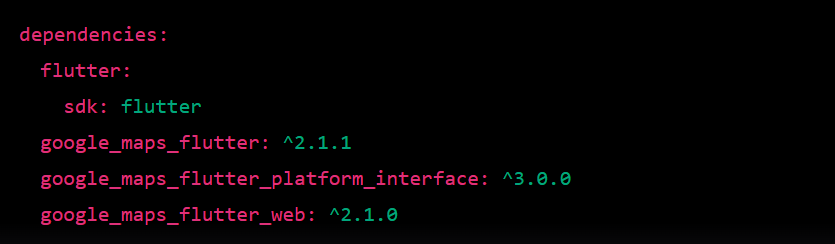 dependencies:
  flutter:
    sdk: flutter
  google_maps_flutter: ^2.1.1
  google_maps_flutter_platform_interface: ^3.0.0
  google_maps_flutter_web: ^2.1.0